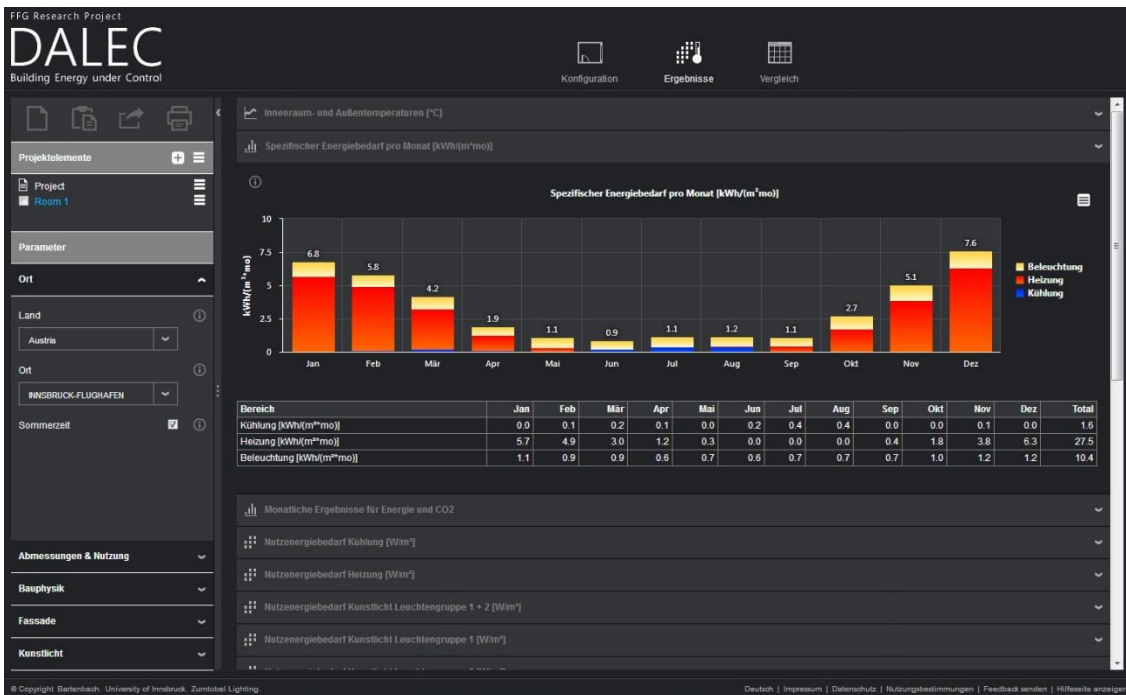 FFG Research Project
DALEC
Building Energy under Control
Konfiguration
Ergebnisse
Vergleich
Projektelemente
Project
Room 1
Parameter
Ort
Land
Austria
Ort
INNSBRUCK-FLUGHAFEN
Sommerzeit
Abmessungen & Nutzung
Bauphysik
Fassade
Kunstlicht
Innenraum- und Außentemperaturen [°C]
Spezifischer Energiebedarf pro Monat [kWh/(m²mo)]
Spezifischer Energiebedarf pro Monat [kWh/(m²mo)]
kWh/(m²*mo)
10
7.5
5
2.5
0
6.8 5.8 4.2 1.9 1.1 0.9 1.1 1.2 1.1 2.7 5.1 7.6
Jan Feb Mär Apr Mai Jun Jul Aug Sep Okt Nov Dez
Beleuchtung
Heizung
Kühlung
Bereich Jan Feb Mär Apr Mai Jun Jul Aug Sep Okt Nov Dez Total
Kühlung [kWh/(m²*mo)] 0.0 0.1 0.2 0.1 0.0 0.2 0.4 0.4 0.0 0.0 0.1 0.0 1.6
Heizung [kWh/(m²*mo)] 5.7 4.9 3.0 1.2 0.3 0.0 0.0 0.0 0.4 1.8 3.8 6.3 27.5
Beleuchtung [kWh/(m²*mo)] 1.1 0.9 0.9 0.6 0.7 0.6 0.7 0.7 0.7 1.0 1.2 1.2 10.4
Monatliche Ergebnisse für Energie und CO2
Nutzenergiebedarf Kühlung [W/m²]
Nutzenergiebedarf Heizung [W/m²]
Nutzenergiebedarf Kunstlicht Leuchtengruppe 1 + 2 [W/m²]
Nutzenergiebedarf Kunstlicht Leuchtengruppe 1 [W/m²]
© Copyright Bartenbach. University of Innsbruck. Zumtobel Lighting.
Deutsch | Impressum | Datenschutz | Nutzungsbestimmungen | Feedback senden | Hilfeseite anzeigen